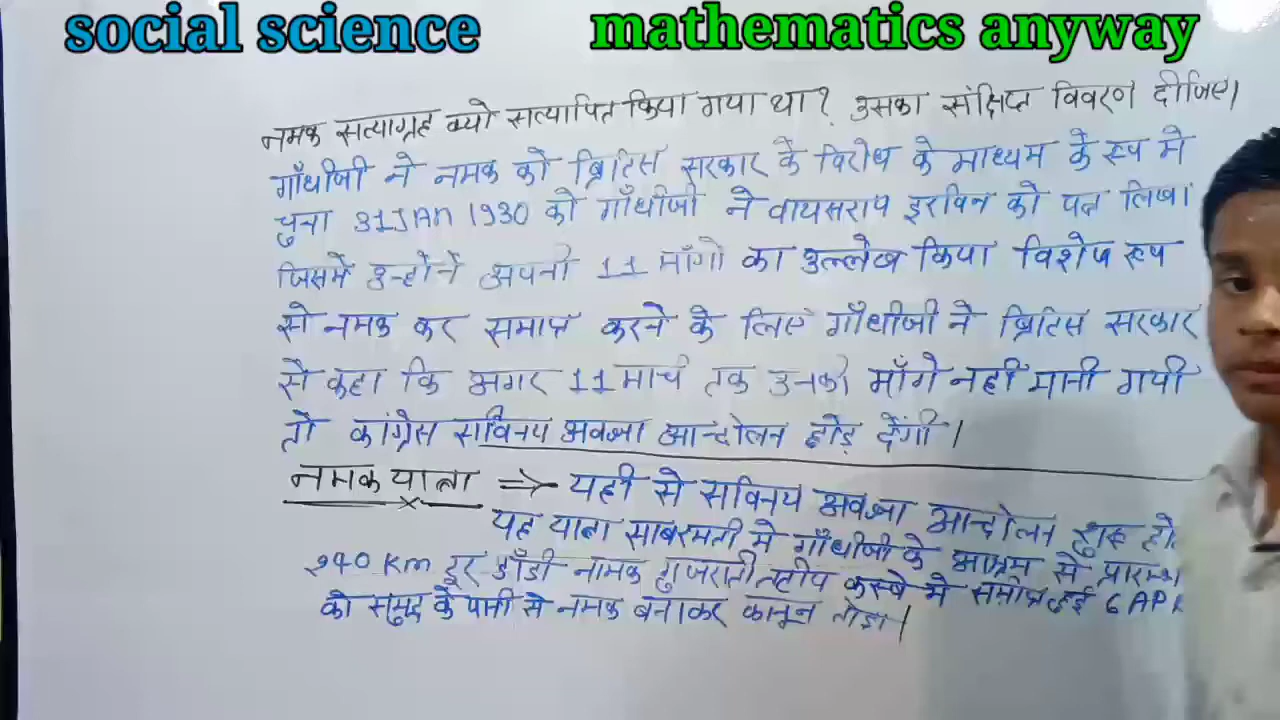 social science
mathematics anyway
नमक सत्याग्रह क्यो सत्यापित किया गया था? उसका संक्षिप्त विवरण दीजिए।
गाँधीजी ने नमक को ब्रिटिस सरकार के विरोध के माध्यम के रूप मे
चुना 31JAN 1930 को गाँधीजी ने वायसराय इरविन को पत्र लिखा
जिसमें उन्होने अपनी 11 माँगो का उल्लेख किया विशेष रूप
से नमक कर समाप्त करने के लिए गाँधीजी ने ब्रिटिस सरकार
से कहा कि अगर 11 मार्च तक उनकी माँगे नहीं मानी गयी
तो कांग्रेस सविनय अवज्ञा आन्दोलन छोड़ देंगी।
नमक यात्रा ⇒ यही से सविनय अवज्ञा आन्दोलन शुरू हो
यह यात्रा साबरमती मे गाँधीजी के आश्रम से प्रारम्भ
240 Km दूर डाँडी नामक गुजराती तटीय कस्बे मे समाप्त हुई 6 APR
को समुद्र के पानी से नमक बनाकर कानून तोड़ा।